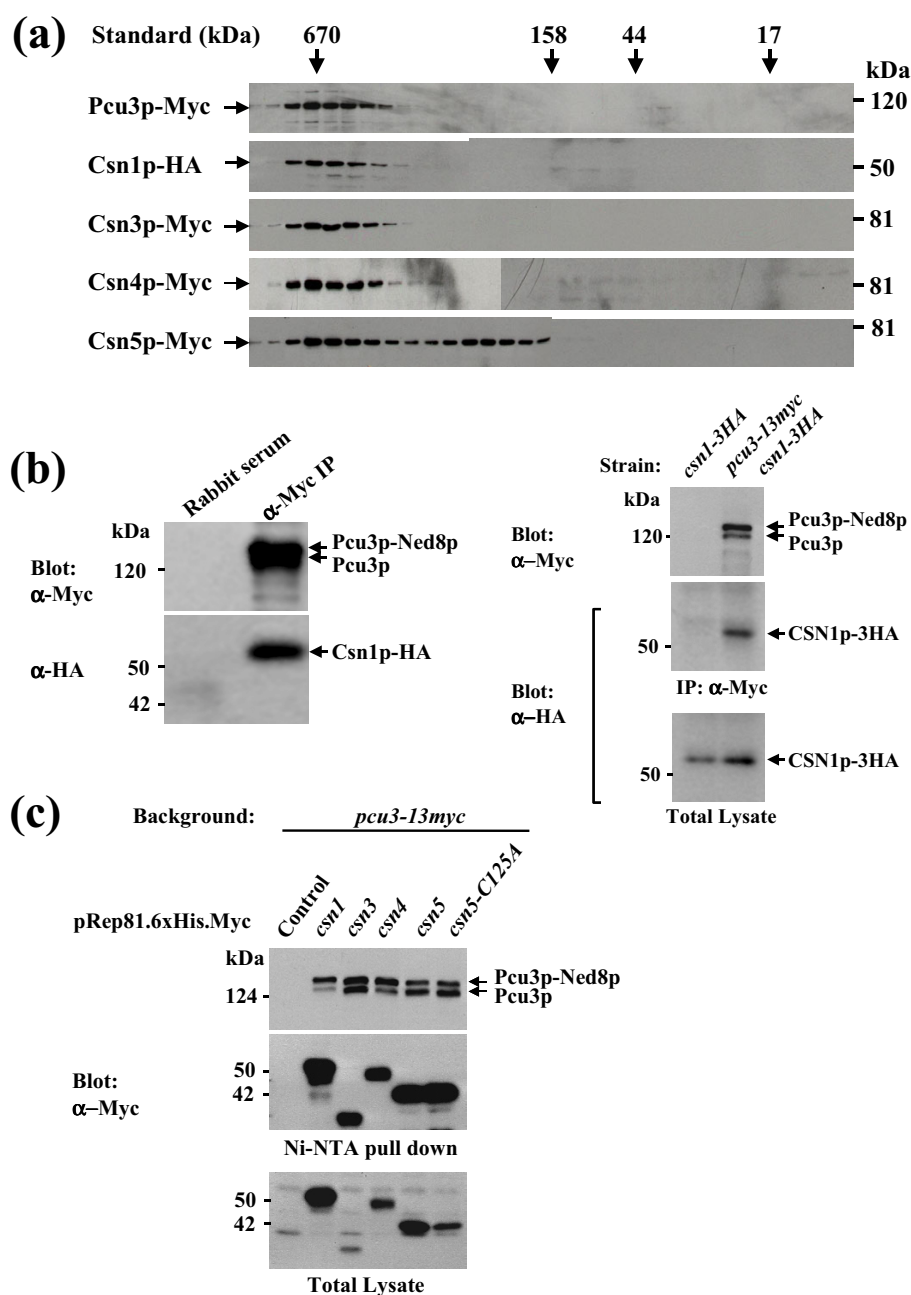 (a) Standard (kDa) 670 158 44 17
kDa
Pcu3p-Myc 120
Csn1p-HA 50
Csn3p-Myc 81
Csn4p-Myc 81
Csn5p-Myc 81
(b)
Rabbit serum
α-Myc IP
kDa
Blot:
α-Myc
120
Pcu3p-Ned8p
Pcu3p
α-HA
50
42
Csn1p-HA
Strain:
csn1-3HA
pcu3-13myc
csn1-3HA
kDa
Blot:
α–Myc
120
Pcu3p-Ned8p
Pcu3p
50
CSN1p-3HA
IP: α-Myc
Blot:
α–HA
50
CSN1p-3HA
Total Lysate
(c)
Background: pcu3-13myc
pRep81.6xHis.Myc
Control
csn1
csn3
csn4
csn5
csn5-C125A
kDa
124
Pcu3p-Ned8p
Pcu3p
Blot:
α–Myc
50
42
Ni-NTA pull down
50
42
Total Lysate